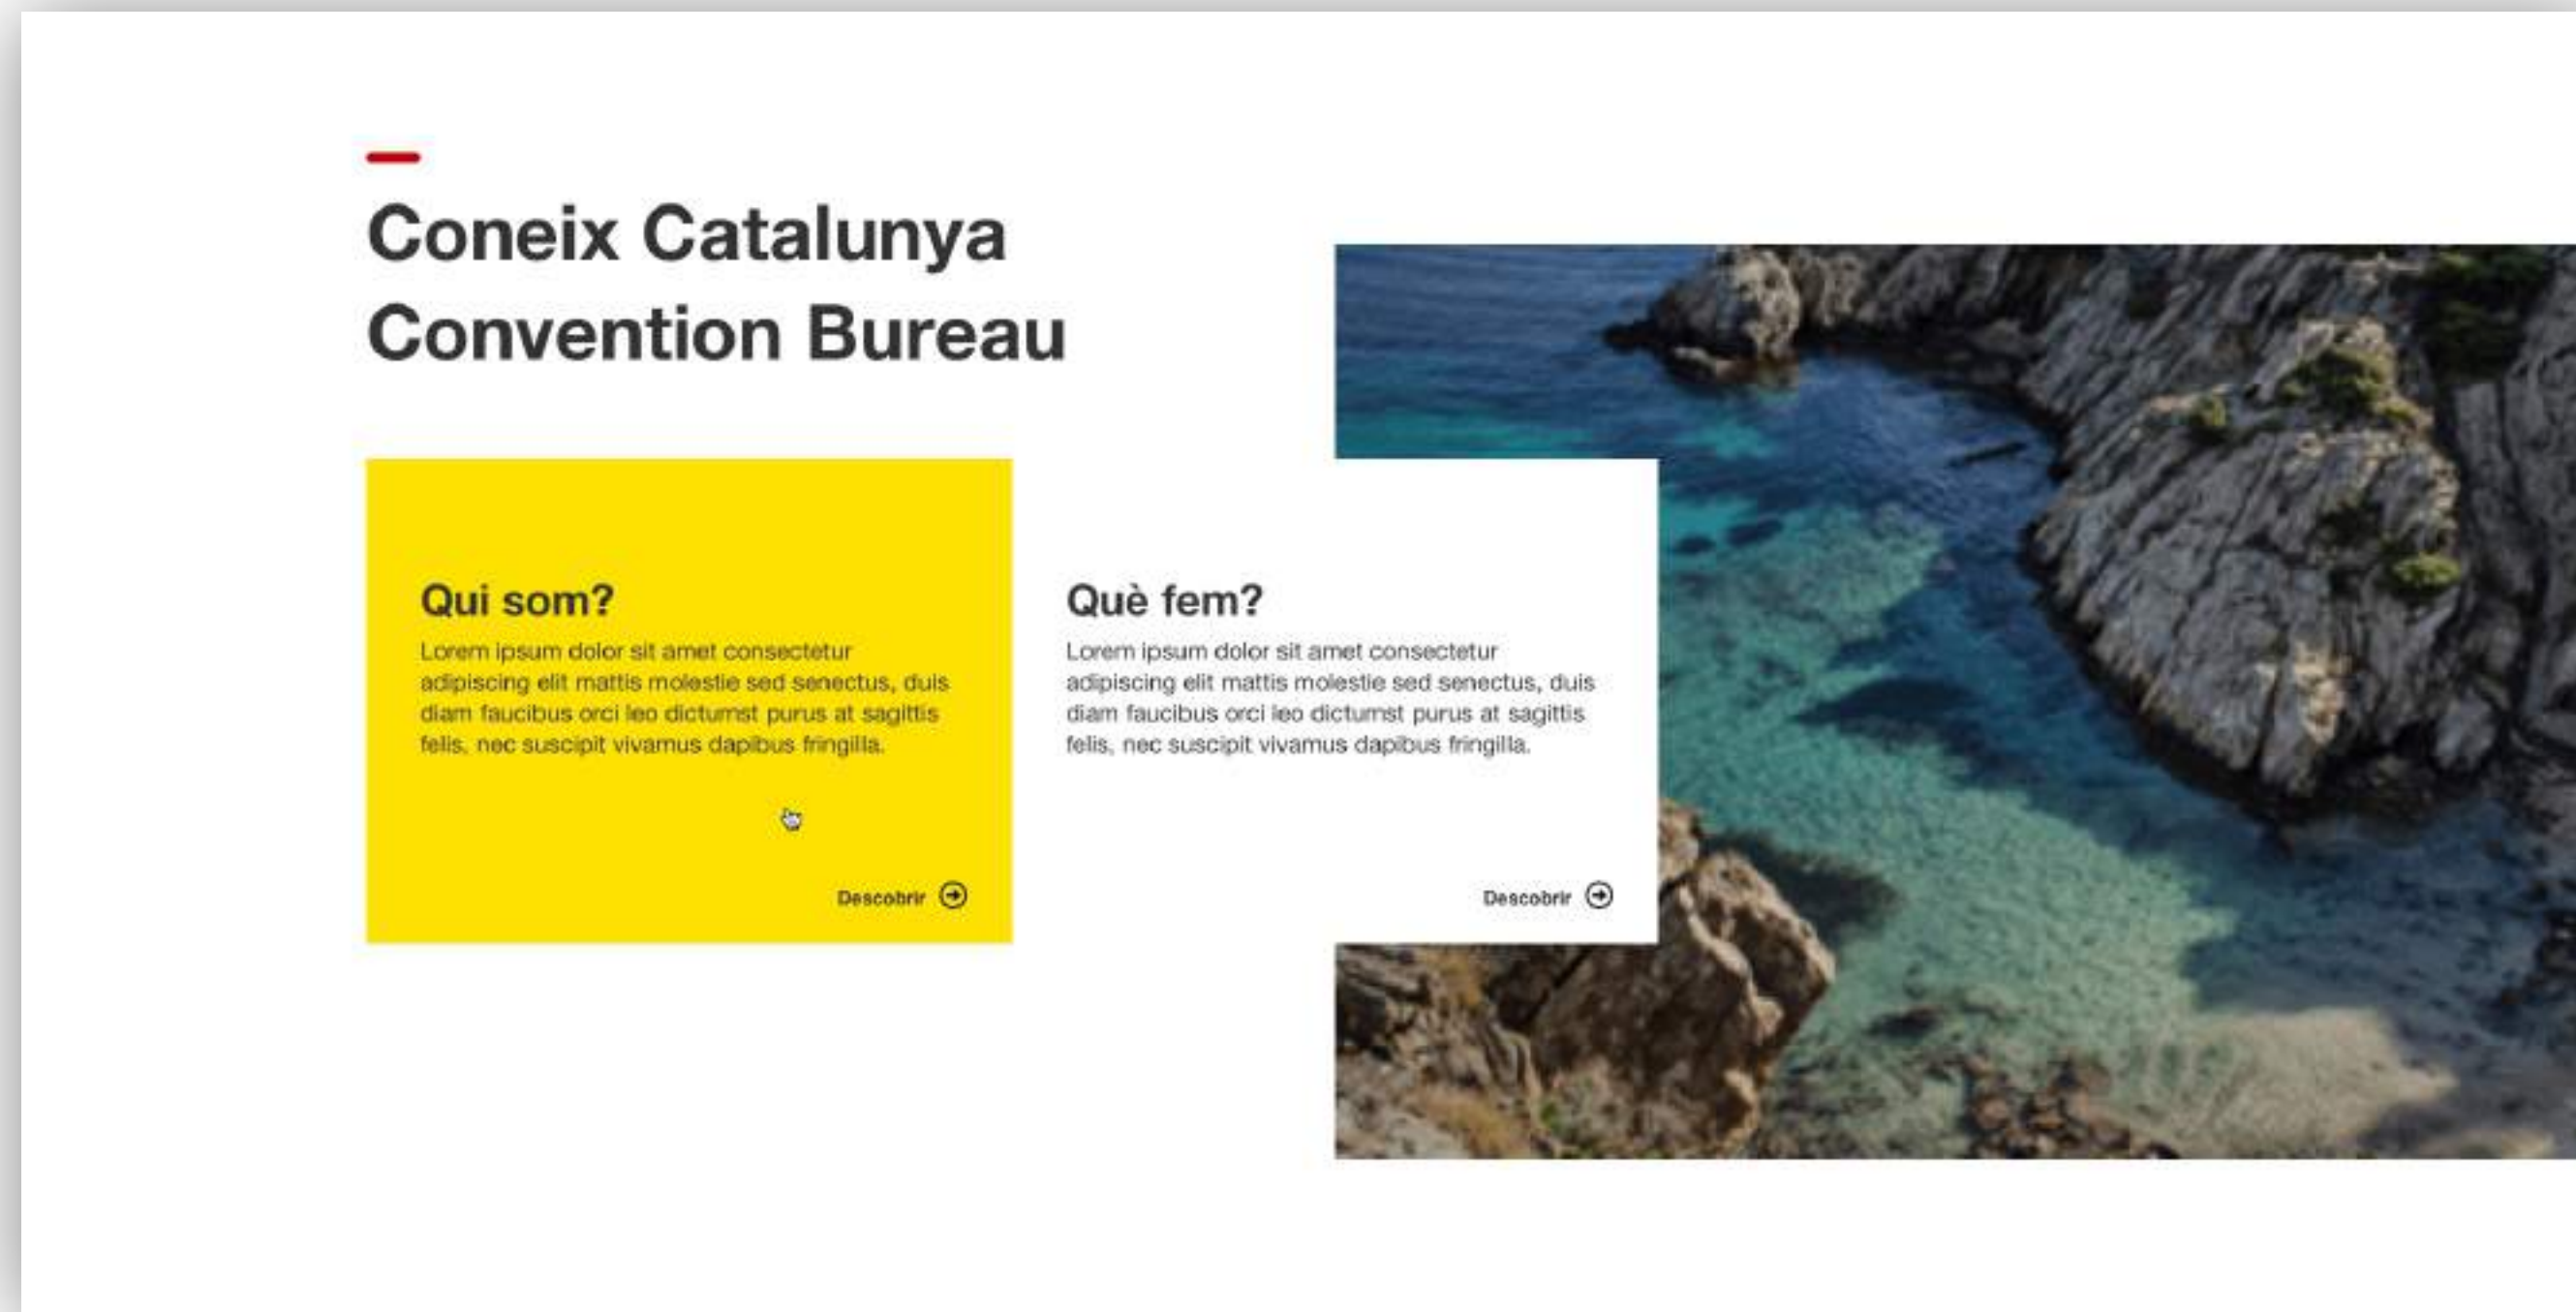 Coneix Catalunya
Convention Bureau
Qui som?
Lorem ipsum dolor sit amet consectetur
adipiscing elit mattis molestie sed senectus, duis
diam faucibus orci leo dictumst purus at sagittis
felis, nec suscipit vivamus dapibus fringilla.
Descobrir
Què fem?
Lorem ipsum dolor sit amet consectetur
adipiscing elit mattis molestie sed senectus, duis
diam faucibus orci leo dictumst purus at sagittis
felis, nec suscipit vivamus dapibus fringilla.
Descobrir